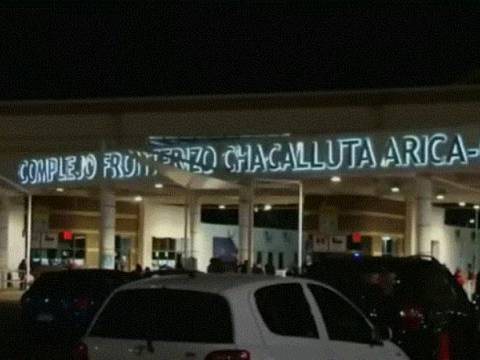 COMPLEJO FRONTERIZO CHACALLUTA ARICA-